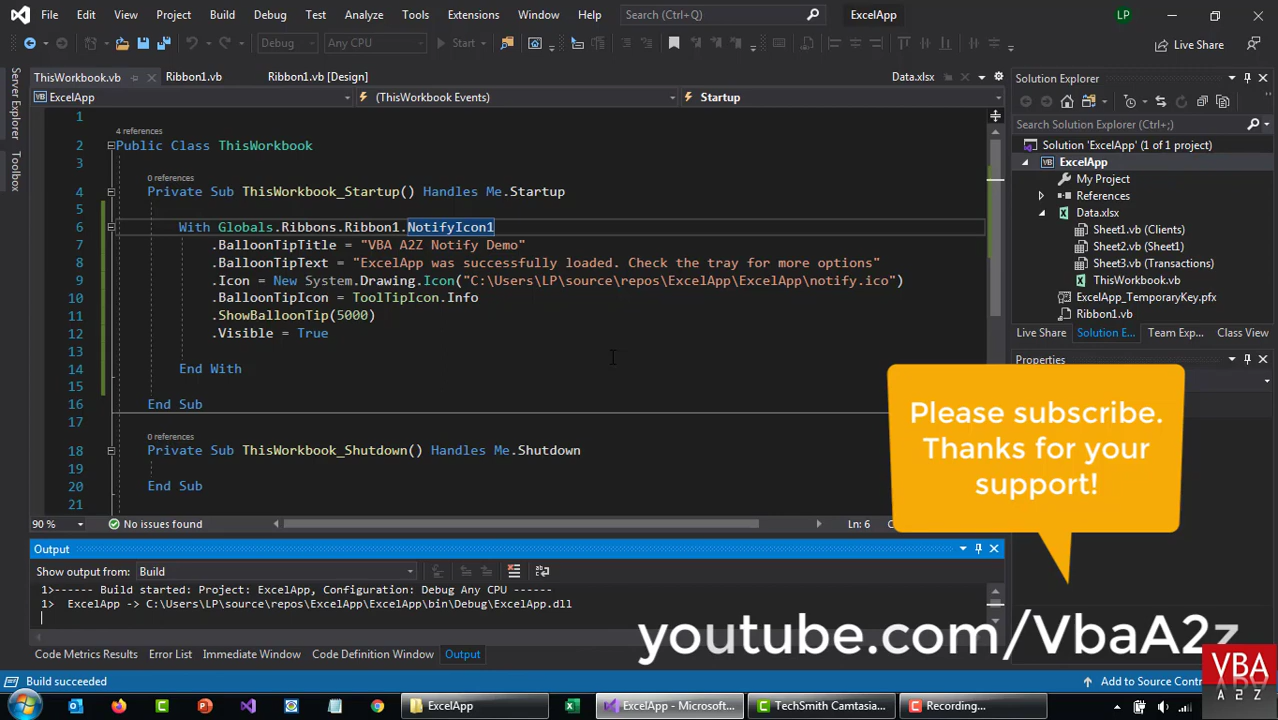 File Edit View Project Build Debug Test Analyze Tools Extensions Window Help Search (Ctrl+Q) ExcelApp LP
Debug Any CPU Start Live Share
ThisWorkbook.vb Ribbon1.vb Ribbon1.vb [Design] Data.xlsx
ExcelApp (ThisWorkbook Events) Startup
Server Explorer
Toolbox
1
4 references
2 Public Class ThisWorkbook
3
0 references
4 Private Sub ThisWorkbook_Startup() Handles Me.Startup
5
6 With Globals.Ribbons.Ribbon1.NotifyIcon1
7 .BalloonTipTitle = "VBA A2Z Notify Demo"
8 .BalloonTipText = "ExcelApp was successfully loaded. Check the tray for more options"
9 .Icon = New System.Drawing.Icon("C:\Users\LP\source\repos\ExcelApp\ExcelApp\notify.ico")
10 .BalloonTipIcon = ToolTipIcon.Info
11 .ShowBalloonTip(5000)
12 .Visible = True
13
14 End With
15
16 End Sub
17
0 references
18 Private Sub ThisWorkbook_Shutdown() Handles Me.Shutdown
19
20 End Sub
21
90 % No issues found Ln: 6
Output
Show output from: Build
1>------ Build started: Project: ExcelApp, Configuration: Debug Any CPU ------
1> ExcelApp -> C:\Users\LP\source\repos\ExcelApp\ExcelApp\bin\Debug\ExcelApp.dll
Code Metrics Results Error List Immediate Window Code Definition Window Output
Solution Explorer
Search Solution Explorer (Ctrl+;)
Solution 'ExcelApp' (1 of 1 project)
ExcelApp
My Project
References
Data.xlsx
Sheet1.vb (Clients)
Sheet2.vb (Sheet1)
Sheet3.vb (Transactions)
ThisWorkbook.vb
ExcelApp_TemporaryKey.pfx
Ribbon1.vb
Live Share Solution E... Team Exp... Class View
Properties
Please subscribe.
Thanks for your
support!
youtube.com/VbaA2z
Build succeeded Add to Source Contr
VBA
A 2 Z
ExcelApp ExcelApp - Microsoft... TechSmith Camtasia... Recording...